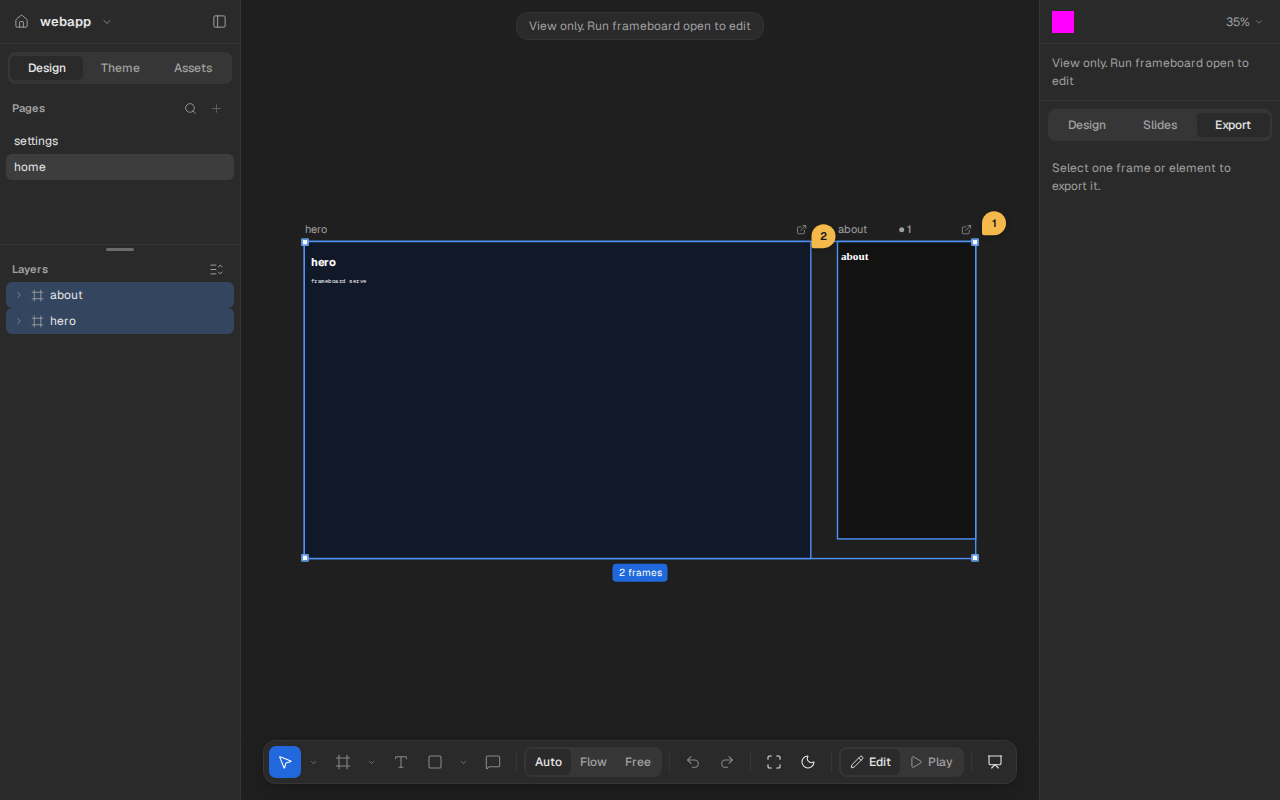 webapp
View only. Run frameboard open to edit
35%
View only. Run frameboard open to
edit
Design
Theme
Assets
Design
Slides
Export
Pages
settings
home
Select one frame or element to
export it.
hero
2
about
1
1
hero
frameboard serve
about
Layers
about
hero
2 frames
Auto
Flow
Free
Edit
Play